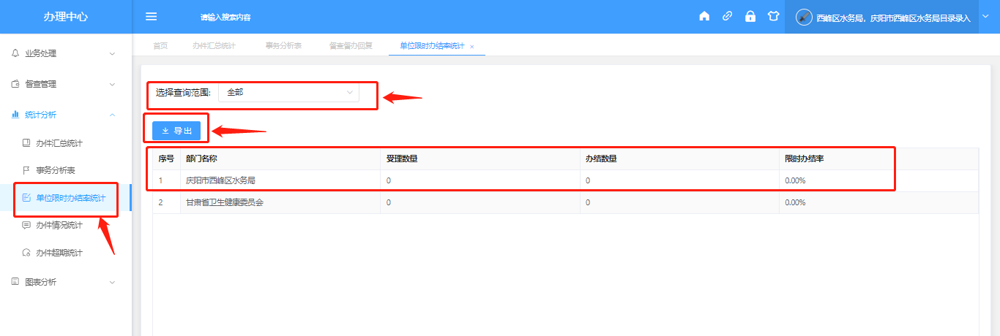 办理中心
请输入搜索内容
西峰区水务局，庆阳市西峰区水务局目录录入
首页 办件汇总统计 事务分析表 督查督办回复 单位限时办结率统计 ×
业务处理
督查管理
统计分析
办件汇总统计
事务分析表
单位限时办结率统计
办件情况统计
办件超期统计
图表分析
选择查询范围: 全部
导出
序号 部门名称 受理数量 办结数量 限时办结率
1 庆阳市西峰区水务局 0 0 0.00%
2 甘肃省卫生健康委员会 0 0 0.00%